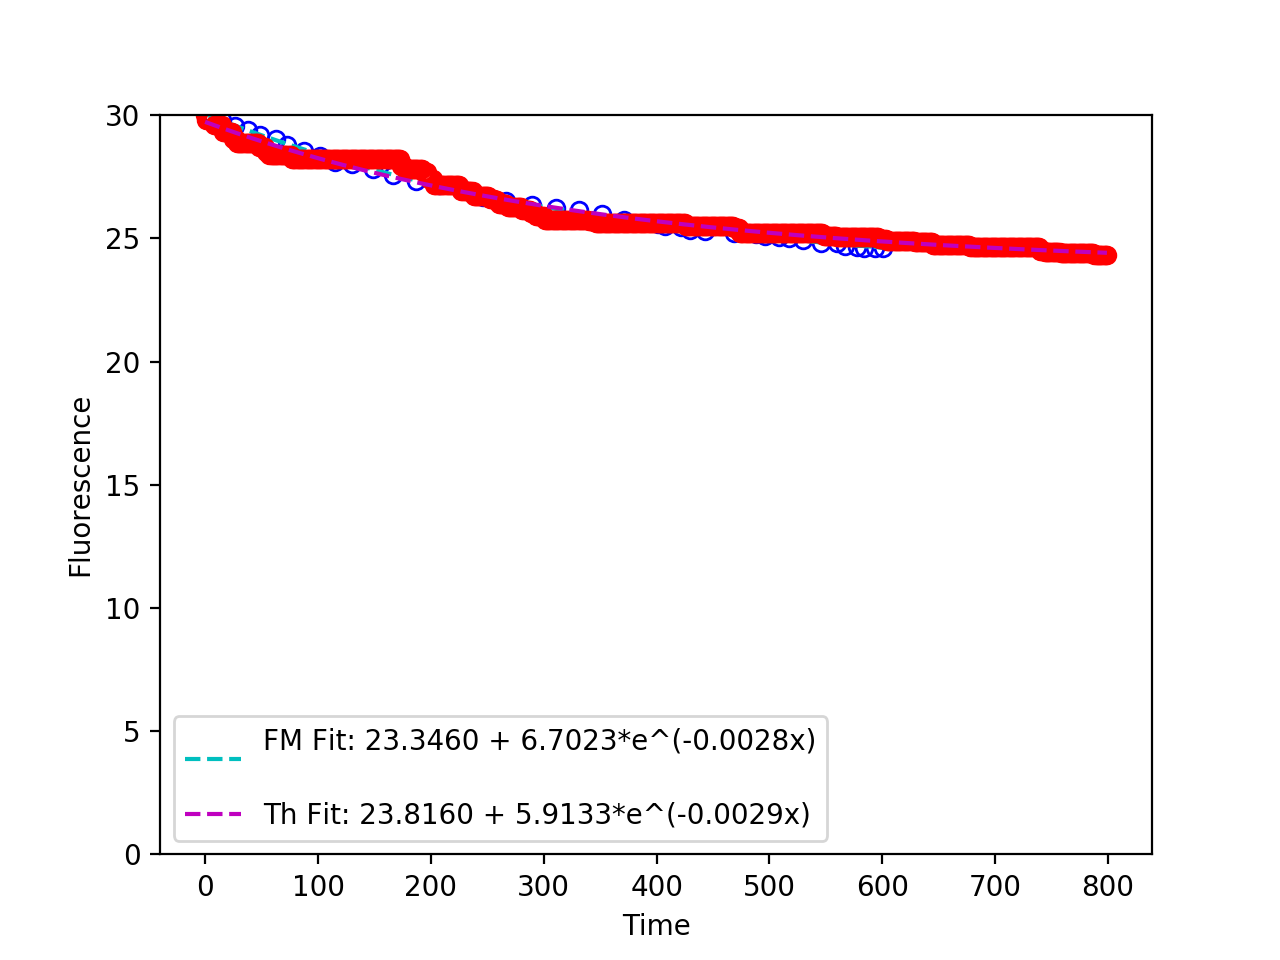 30
25
20
15
10
5
0
Fluorescence
FM Fit: 23.3460 + 6.7023*e^(-0.0028x)
Th Fit: 23.8160 + 5.9133*e^(-0.0029x)
0 100 200 300 400 500 600 700 800
Time